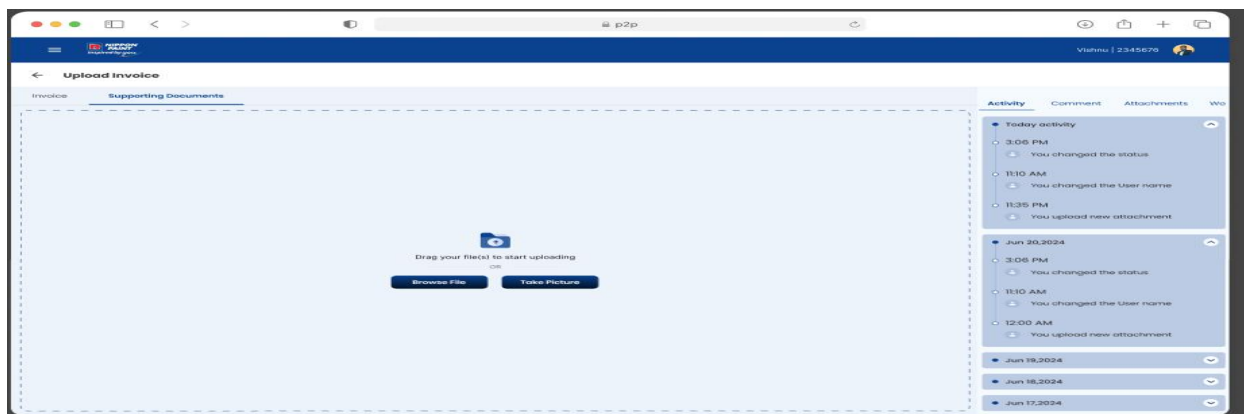 p2p
NIPPON
PAINT
Vishnu | 2345678
Upload Invoice
Invoice
Supporting Documents
Drag your file(s) to start uploading
OR
Browse File
Take Picture
Activity
Comment
Attachments
Wo
Today activity
3:06 PM
You changed the status
11:10 AM
You changed the User name
11:35 PM
You upload new attachment
Jun 20,2024
3:06 PM
You changed the status
11:10 AM
You changed the User name
12:00 AM
You upload new attachment
Jun 19,2024
Jun 18,2024
Jun 17,2024